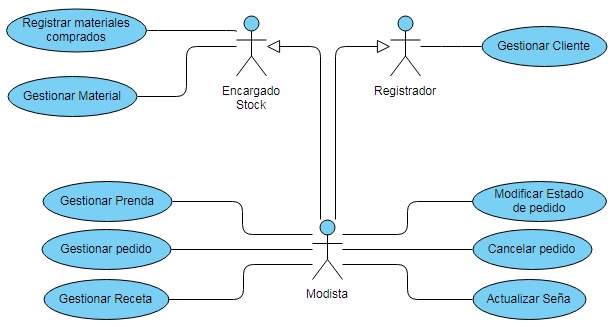 Registrar materiales
comprados
Gestionar Cliente
Gestionar Material
Encargado
Stock
Registrador
Gestionar Prenda
Modificar Estado
de pedido
Gestionar pedido
Cancelar pedido
Modista
Gestionar Receta
Actualizar Seña